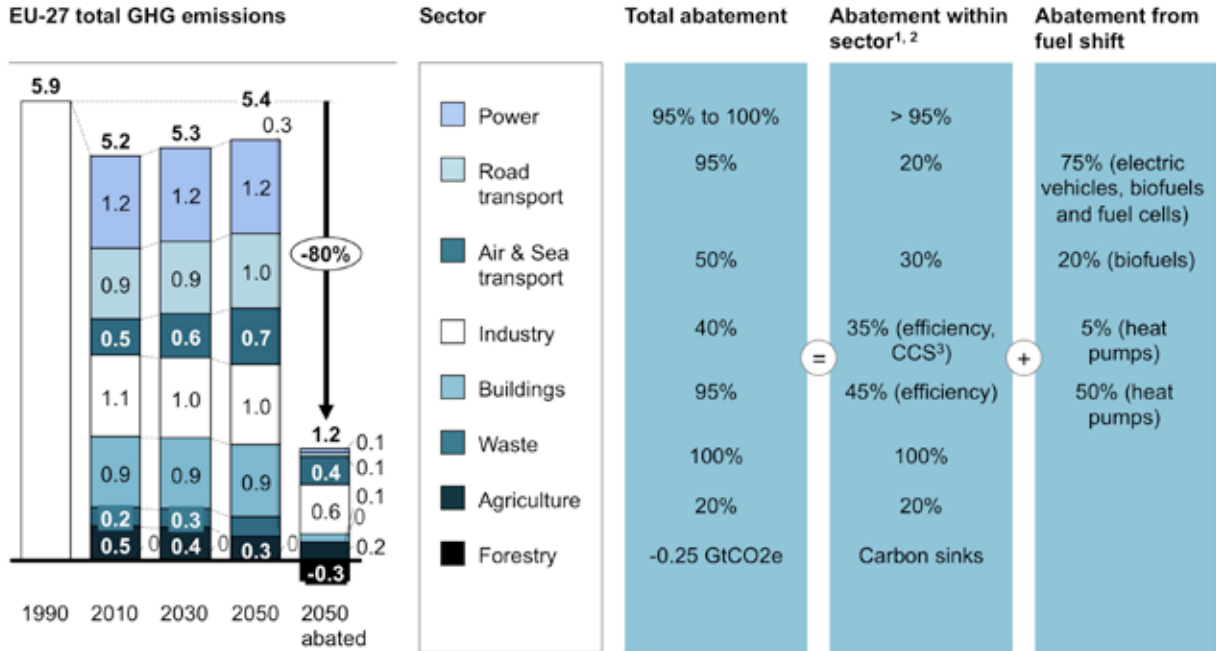 EU-27 total GHG emissions
5.9
5.2
5.3
5.4
0.3
1.2
1.2
1.2
0.9
0.9
1.0
0.5
0.6
0.7
1.1
1.0
1.0
0.9
0.9
0.9
0.2
0.3
0.5
0
0.4
0
0.3
0
-80%
1.2
0.1
0.4
0.1
0.1
0.6
0
0.2
-0.3
1990
2010
2030
2050
2050
abated
Sector
Power
Road
transport
Air & Sea
transport
Industry
Buildings
Waste
Agriculture
Forestry
Total abatement
95% to 100%
95%
50%
40%
95%
100%
20%
-0.25 GtCO2e
=
Abatement within
sector¹, ²
> 95%
20%
30%
35% (efficiency,
CCS³)
45% (efficiency)
100%
20%
Carbon sinks
+
Abatement from
fuel shift
75% (electric
vehicles, biofuels
and fuel cells)
20% (biofuels)
5% (heat
pumps)
50% (heat
pumps)